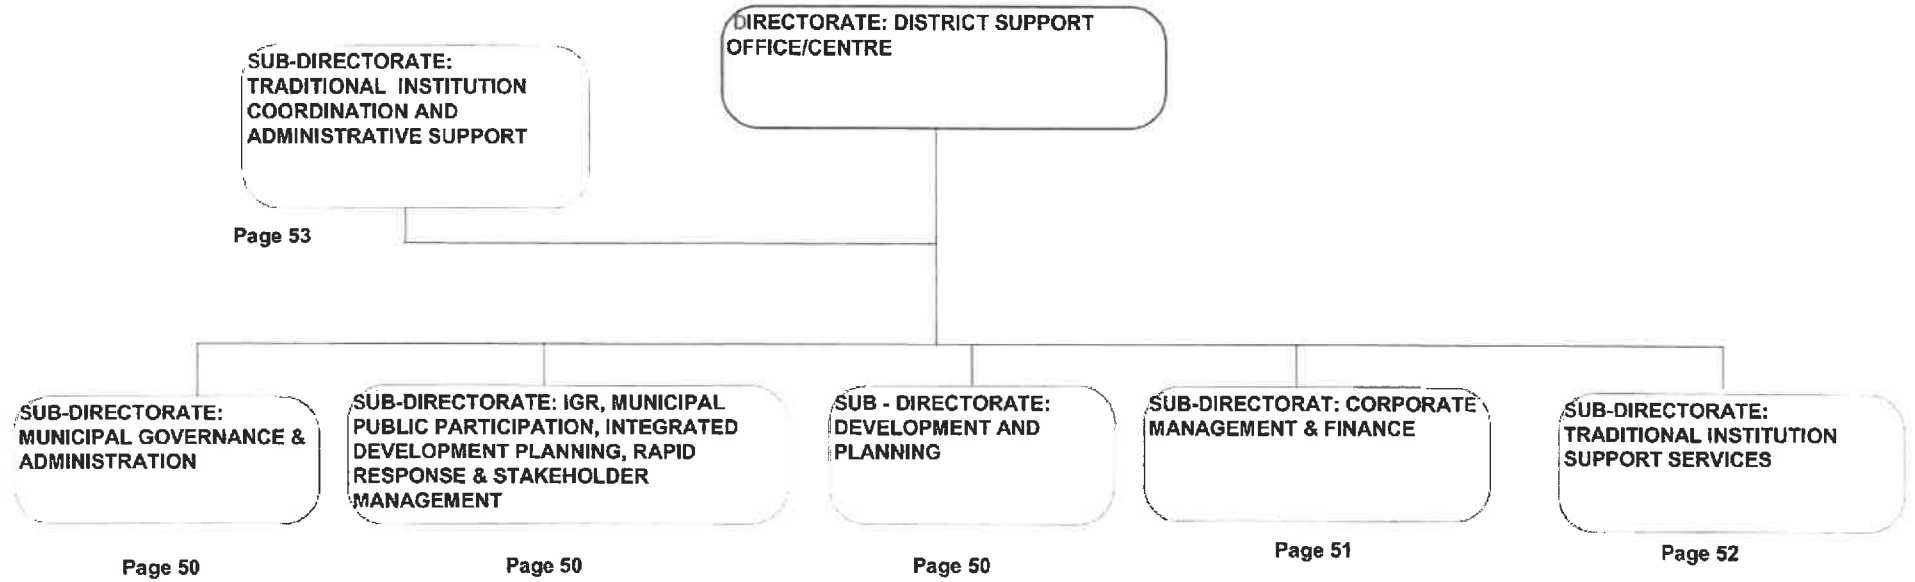 DIRECTORATE: DISTRICT SUPPORT
OFFICE/CENTRE
SUB-DIRECTORATE:
TRADITIONAL INSTITUTION
COORDINATION AND
ADMINISTRATIVE SUPPORT
Page 53
SUB-DIRECTORATE:
MUNICIPAL GOVERNANCE &
ADMINISTRATION
Page 50
SUB-DIRECTORATE: IGR, MUNICIPAL
PUBLIC PARTICIPATION, INTEGRATED
DEVELOPMENT PLANNING, RAPID
RESPONSE & STAKEHOLDER
MANAGEMENT
Page 50
SUB - DIRECTORATE:
DEVELOPMENT AND
PLANNING
Page 50
SUB-DIRECTORAT: CORPORATE
MANAGEMENT & FINANCE
Page 51
SUB-DIRECTORATE:
TRADITIONAL INSTITUTION
SUPPORT SERVICES
Page 52